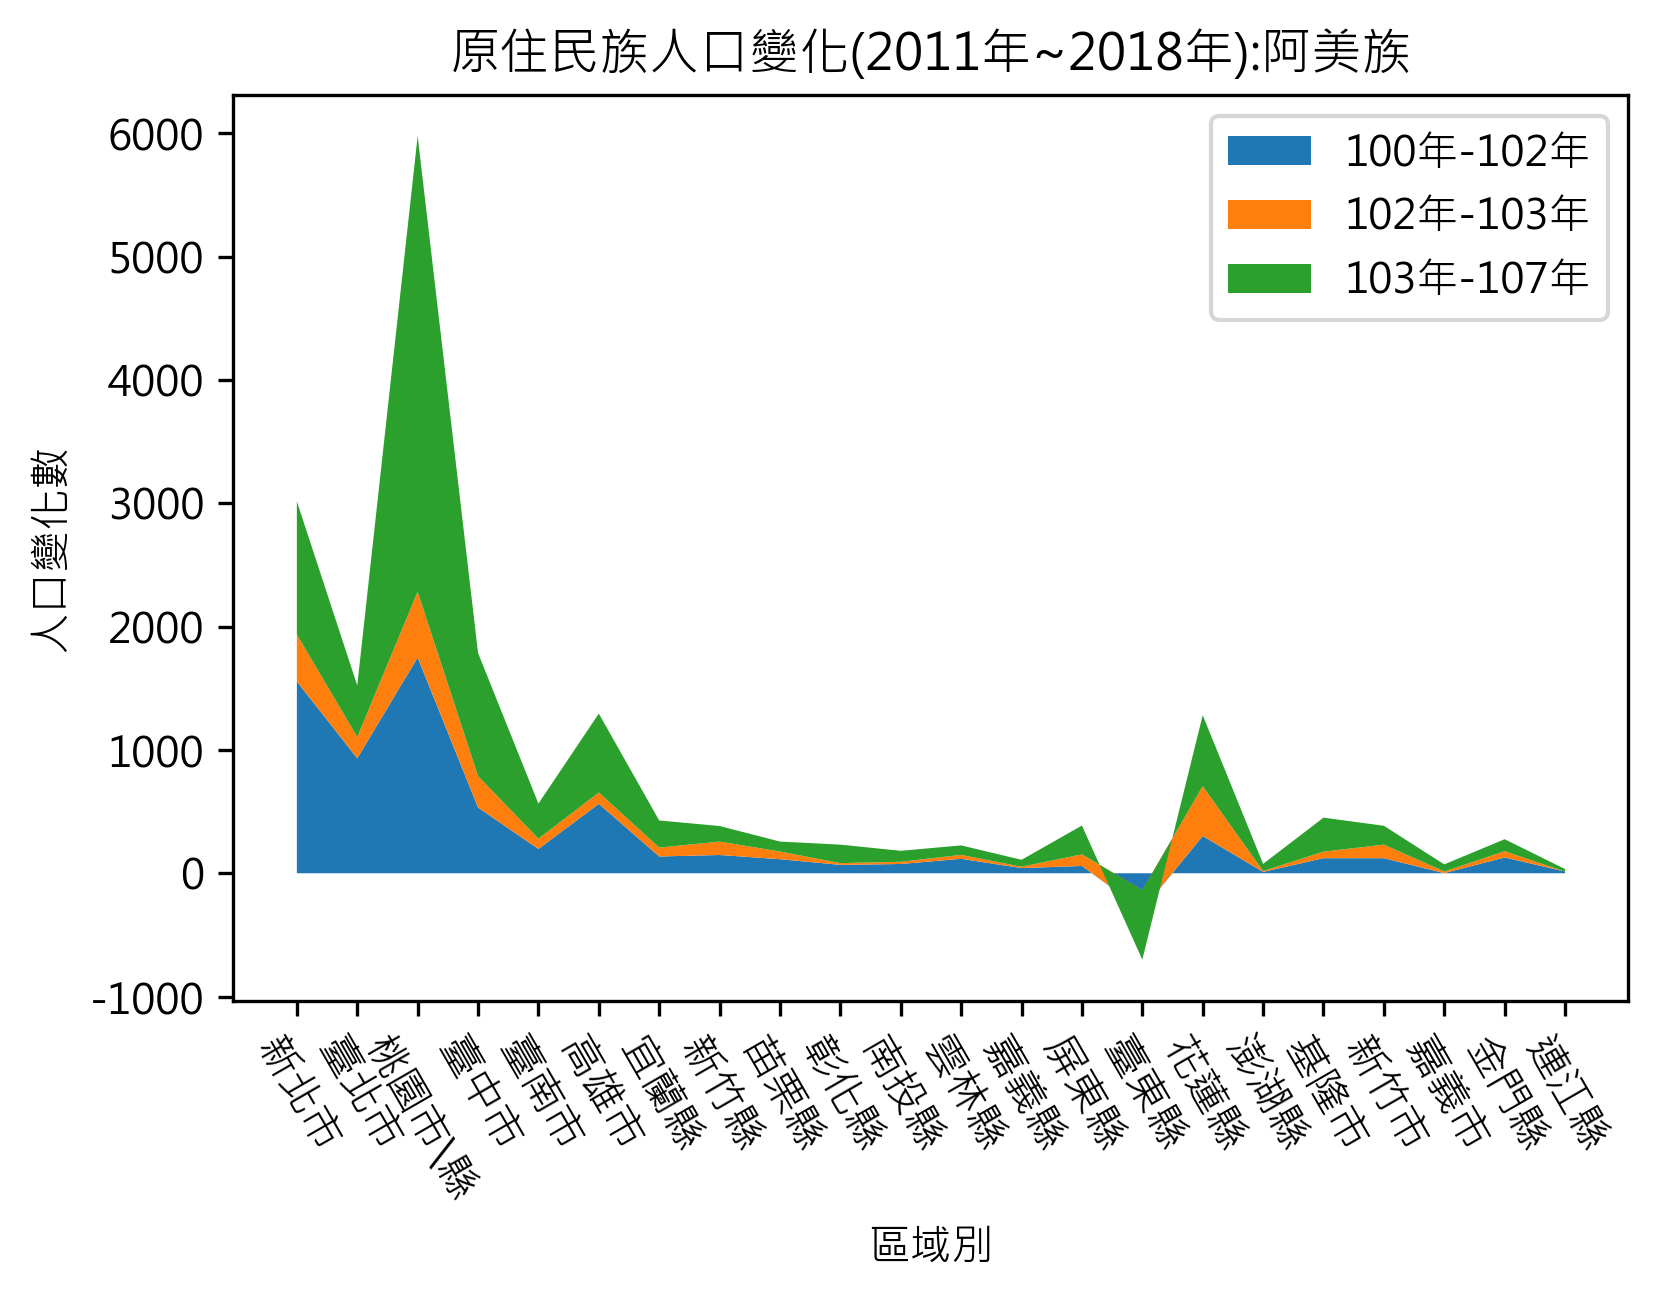 原住民族人口變化(2011年~2018年):阿美族
100年-102年
102年-103年
103年-107年
6000
5000
4000
3000
2000
1000
0
-1000
人口變化數
新北市
臺北市
桃園市\縣
臺中市
臺南市
高雄市
宜蘭縣
新竹縣
苗栗縣
彰化縣
南投縣
雲林縣
嘉義縣
屏東縣
臺東縣
花蓮縣
澎湖縣
基隆市
新竹市
嘉義市
金門縣
連江縣
區域別